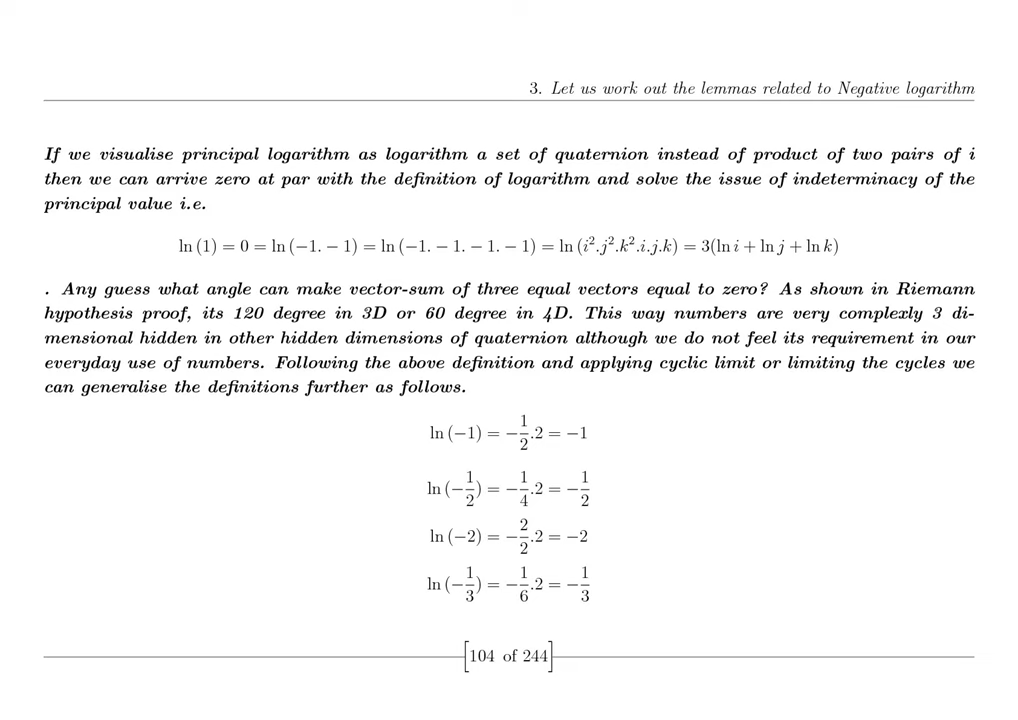 3. Let us work out the lemmas related to Negative logarithm
If we visualise principal logarithm as logarithm a set of quaternion instead of product of two pairs of i
then we can arrive zero at par with the definition of logarithm and solve the issue of indeterminacy of the
principal value i.e.
ln (1) = 0 = ln (−1. − 1) = ln (−1. − 1. − 1. − 1) = ln (i².j².k².i.j.k) = 3(ln i + ln j + ln k)
. Any guess what angle can make vector-sum of three equal vectors equal to zero? As shown in Riemann
hypothesis proof, its 120 degree in 3D or 60 degree in 4D. This way numbers are very complexly 3 di-
mensional hidden in other hidden dimensions of quaternion although we do not feel its requirement in our
everyday use of numbers. Following the above definition and applying cyclic limit or limiting the cycles we
can generalise the definitions further as follows.
ln (−1) = −1/2.2 = −1
ln (−1/2) = −1/4.2 = −1/2
ln (−2) = −2/2.2 = −2
ln (−1/3) = −1/6.2 = −1/3
[104 of 244]